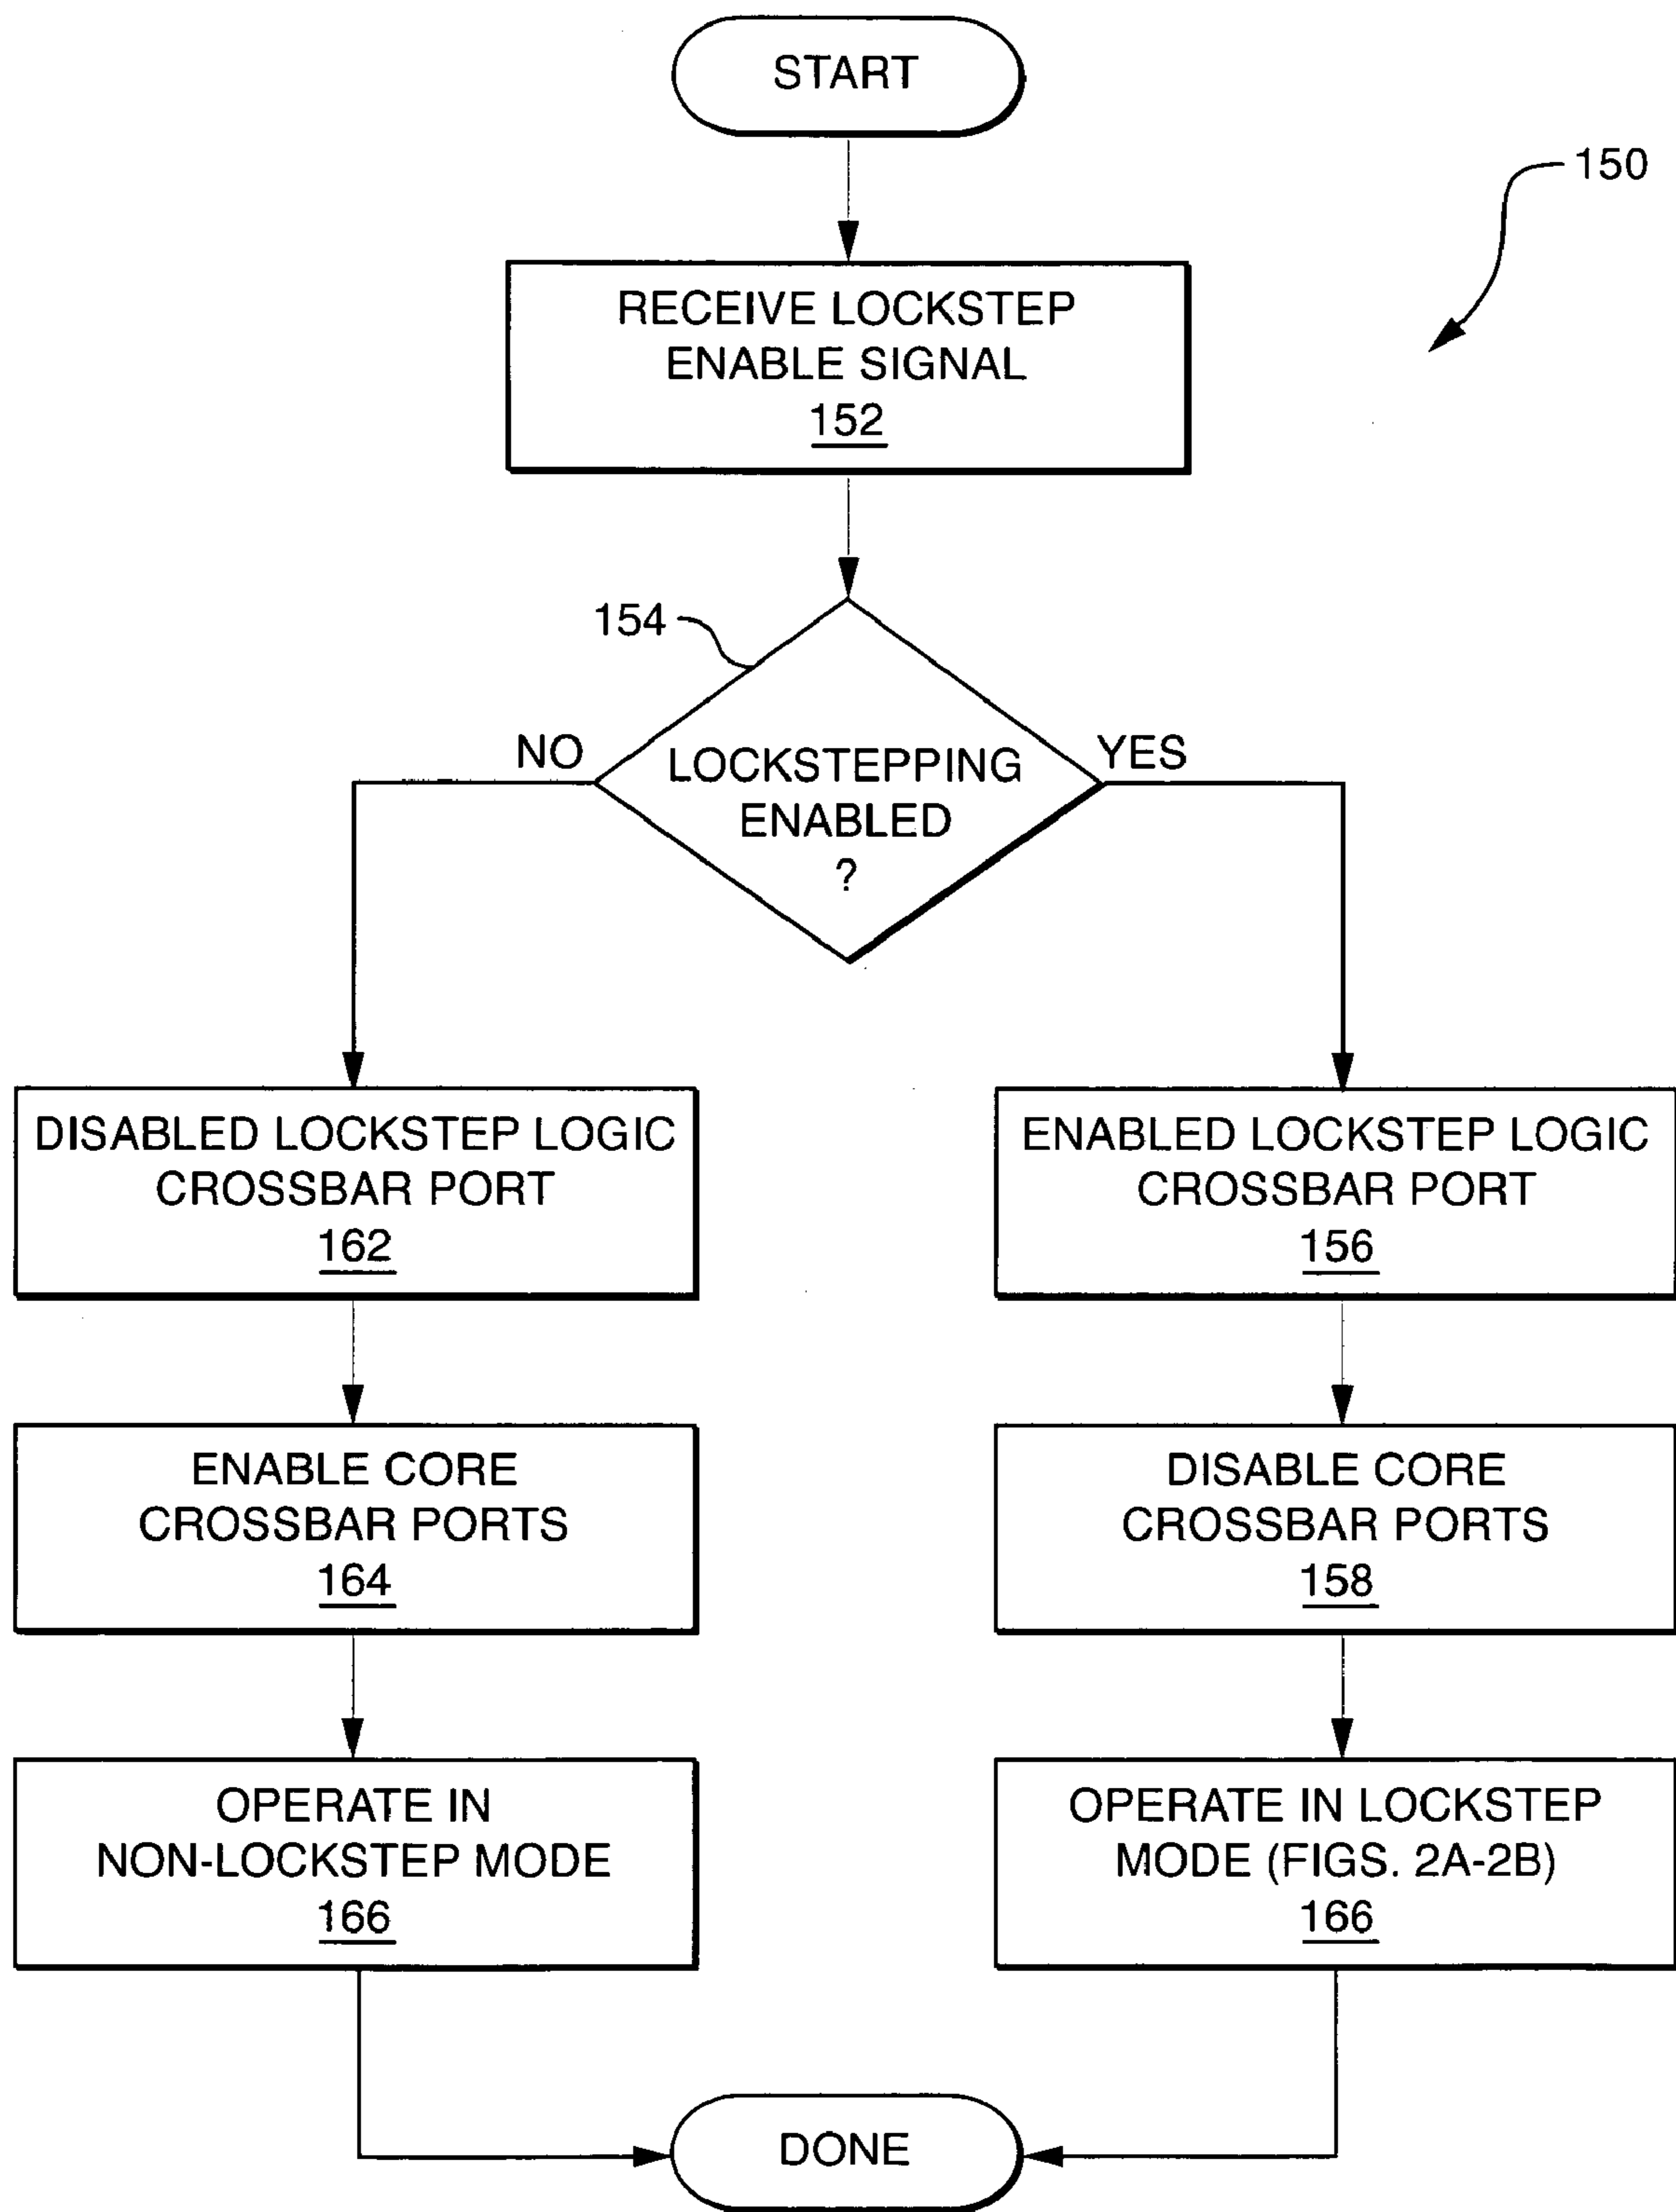 START
150
RECEIVE LOCKSTEP
ENABLE SIGNAL
152
154
NO
YES
LOCKSTEPPING
ENABLED
?
DISABLED LOCKSTEP LOGIC
CROSSBAR PORT
162
ENABLED LOCKSTEP LOGIC
CROSSBAR PORT
156
ENABLE CORE
CROSSBAR PORTS
164
DISABLE CORE
CROSSBAR PORTS
158
OPERATE IN
NON-LOCKSTEP MODE
166
OPERATE IN LOCKSTEP
MODE (FIGS. 2A-2B)
166
DONE